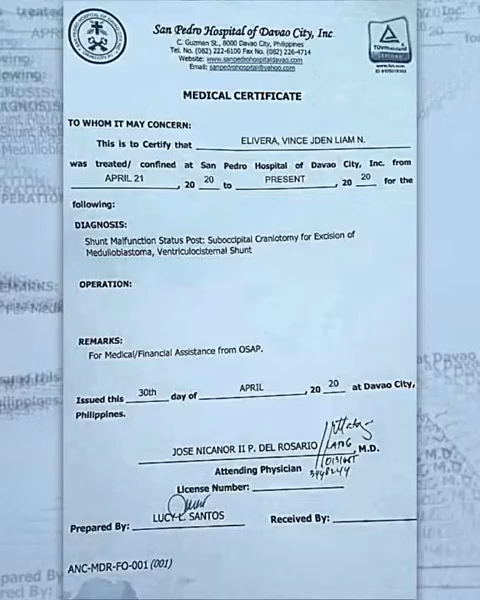 San Pedro Hospital of Davao City, Inc
C. Guzman St., 8000 Davao City, Philippines
Tel. No. (082) 222-6100 Fax No. (082) 226-4714
Website: www.sanpedrohospitaldavao.com
Email: sanpedrohospital@yahoo.com
MEDICAL CERTIFICATE
TO WHOM IT MAY CONCERN:
This is to Certify that ELIVERA, VINCE JDEN LIAM N.
was treated/ confined at San Pedro Hospital of Davao City, Inc. from
APRIL 21, 20 20 to PRESENT, 20 20 for the
following:
DIAGNOSIS:
Shunt Malfunction Status Post: Suboccipital Craniotomy for Excision of
Medulloblastoma, Ventriculocisternal Shunt
OPERATION:
REMARKS:
For Medical/Financial Assistance from OSAP.
Issued this 30th day of APRIL, 20 20 at Davao City,
Philippines.
JOSE NICANOR II P. DEL ROSARIO, M.D.
Attending Physician
License Number:
LUCY L. SANTOS
Prepared By: Received By:
ANC-MDR-FO-001 (001)